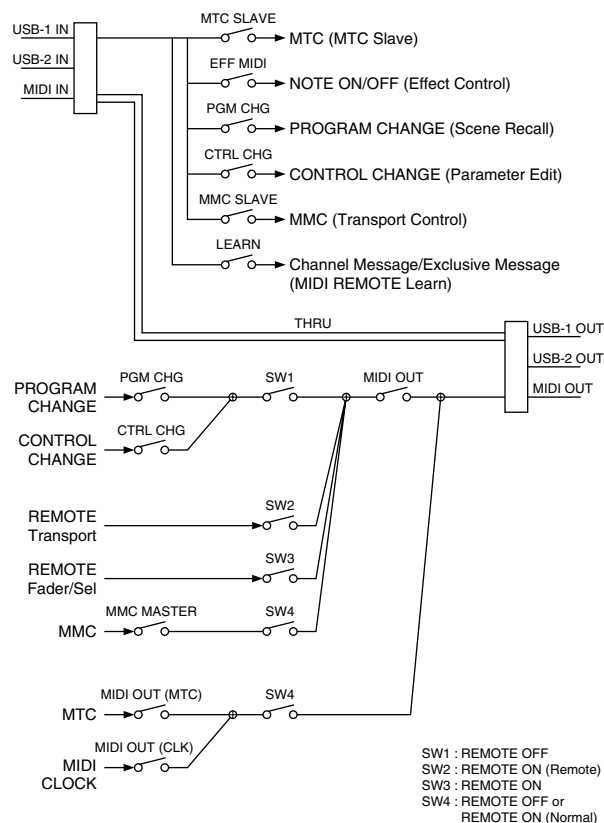 MTC SLAVE
USB-1 IN
MTC (MTC Slave)
EFF MIDI
USB-2 IN
NOTE ON/OFF (Effect Control)
MIDI IN
PGM CHG
PROGRAM CHANGE (Scene Recall)
CTRL CHG
CONTROL CHANGE (Parameter Edit)
MMC SLAVE
MMC (Transport Control)
LEARN
Channel Message/Exclusive Message
(MIDI REMOTE Learn)
THRU
USB-1 OUT
USB-2 OUT
MIDI OUT
PROGRAM
CHANGE
PGM CHG
SW1
MIDI OUT
CONTROL
CHANGE
CTRL CHG
REMOTE
Transport
SW2
REMOTE
Fader/Sel
SW3
MMC
MMC MASTER
SW4
MTC
MIDI OUT (MTC)
SW4
MIDI
CLOCK
MIDI OUT (CLK)
SW1 : REMOTE OFF
SW2 : REMOTE ON (Remote)
SW3 : REMOTE ON
SW4 : REMOTE OFF or
REMOTE ON (Normal)